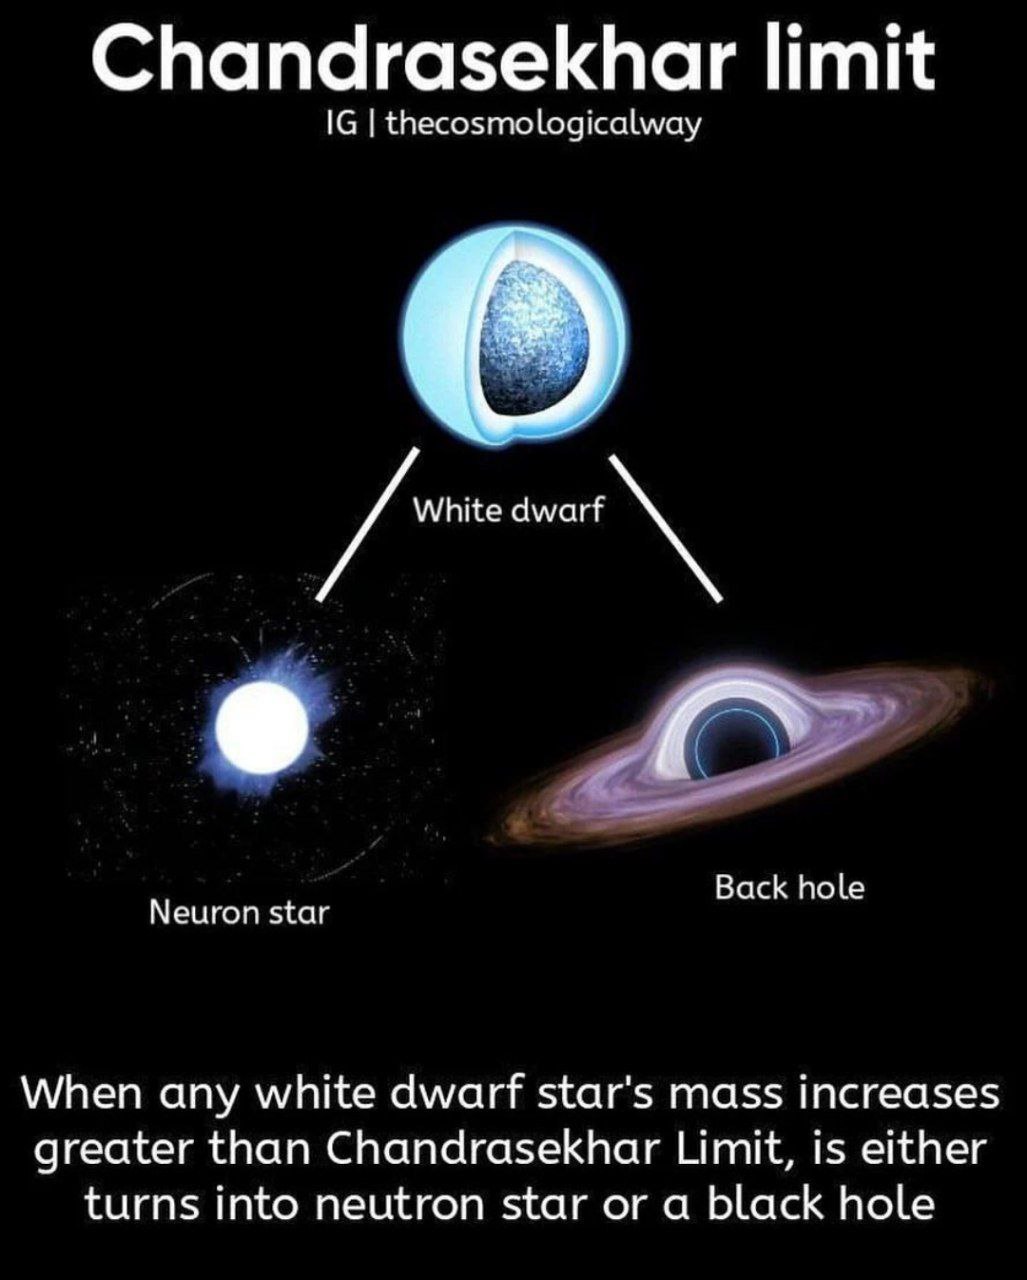 Chandrasekhar limit
IG | thecosmologicalway
White dwarf
Neuron star
Back hole
When any white dwarf star's mass increases
greater than Chandrasekhar Limit, is either
turns into neutron star or a black hole